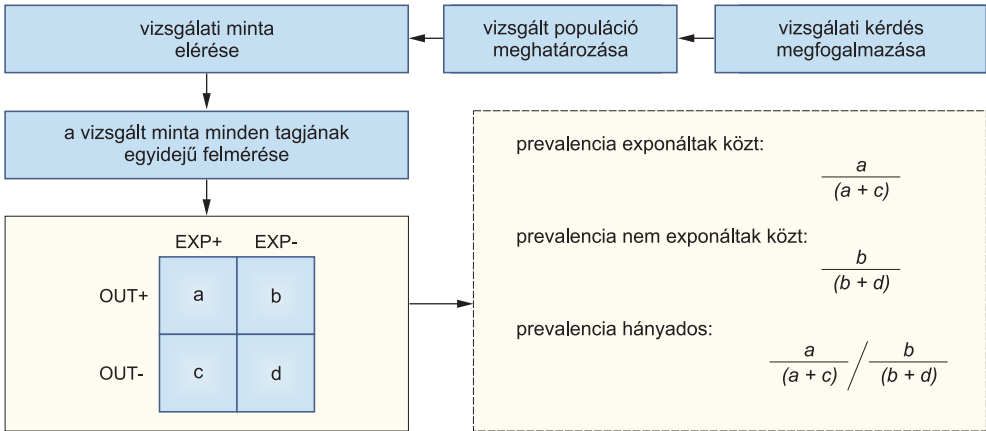 vizsgálati minta
elérése
vizsgált populáció
meghatározása
vizsgálati kérdés
megfogalmazása
a vizsgált minta minden tagjának
egyidejű felmérése
EXP+ EXP-
OUT+ a b
OUT- c d
prevalencia exponáltak közt:
a
(a + c)
prevalencia nem exponáltak közt:
b
(b + d)
prevalencia hányados:
a / b
(a + c) (b + d)